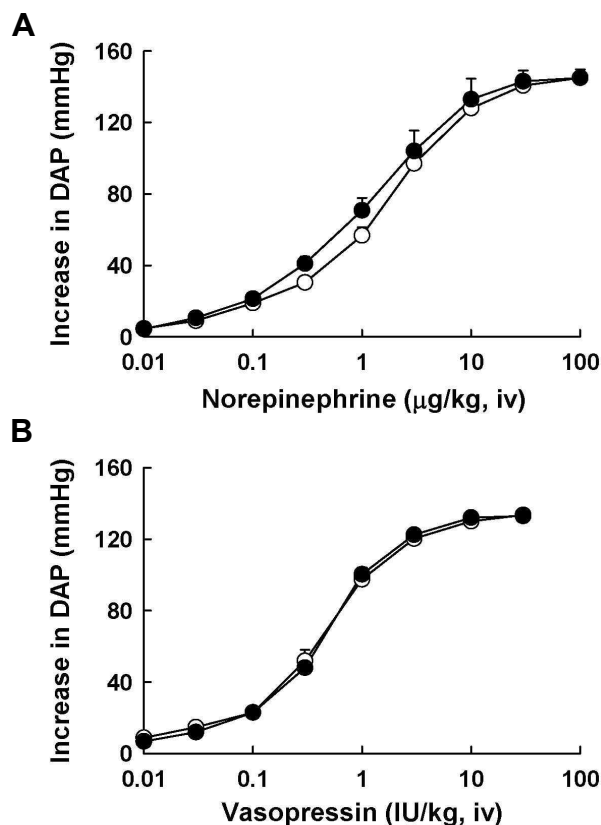 A
Increase in DAP (mmHg)
160
120
80
40
0
0.01 0.1 1 10 100
Norepinephrine (μg/kg, iv)
B
Increase in DAP (mmHg)
160
120
80
40
0
0.01 0.1 1 10 100
Vasopressin (IU/kg, iv)